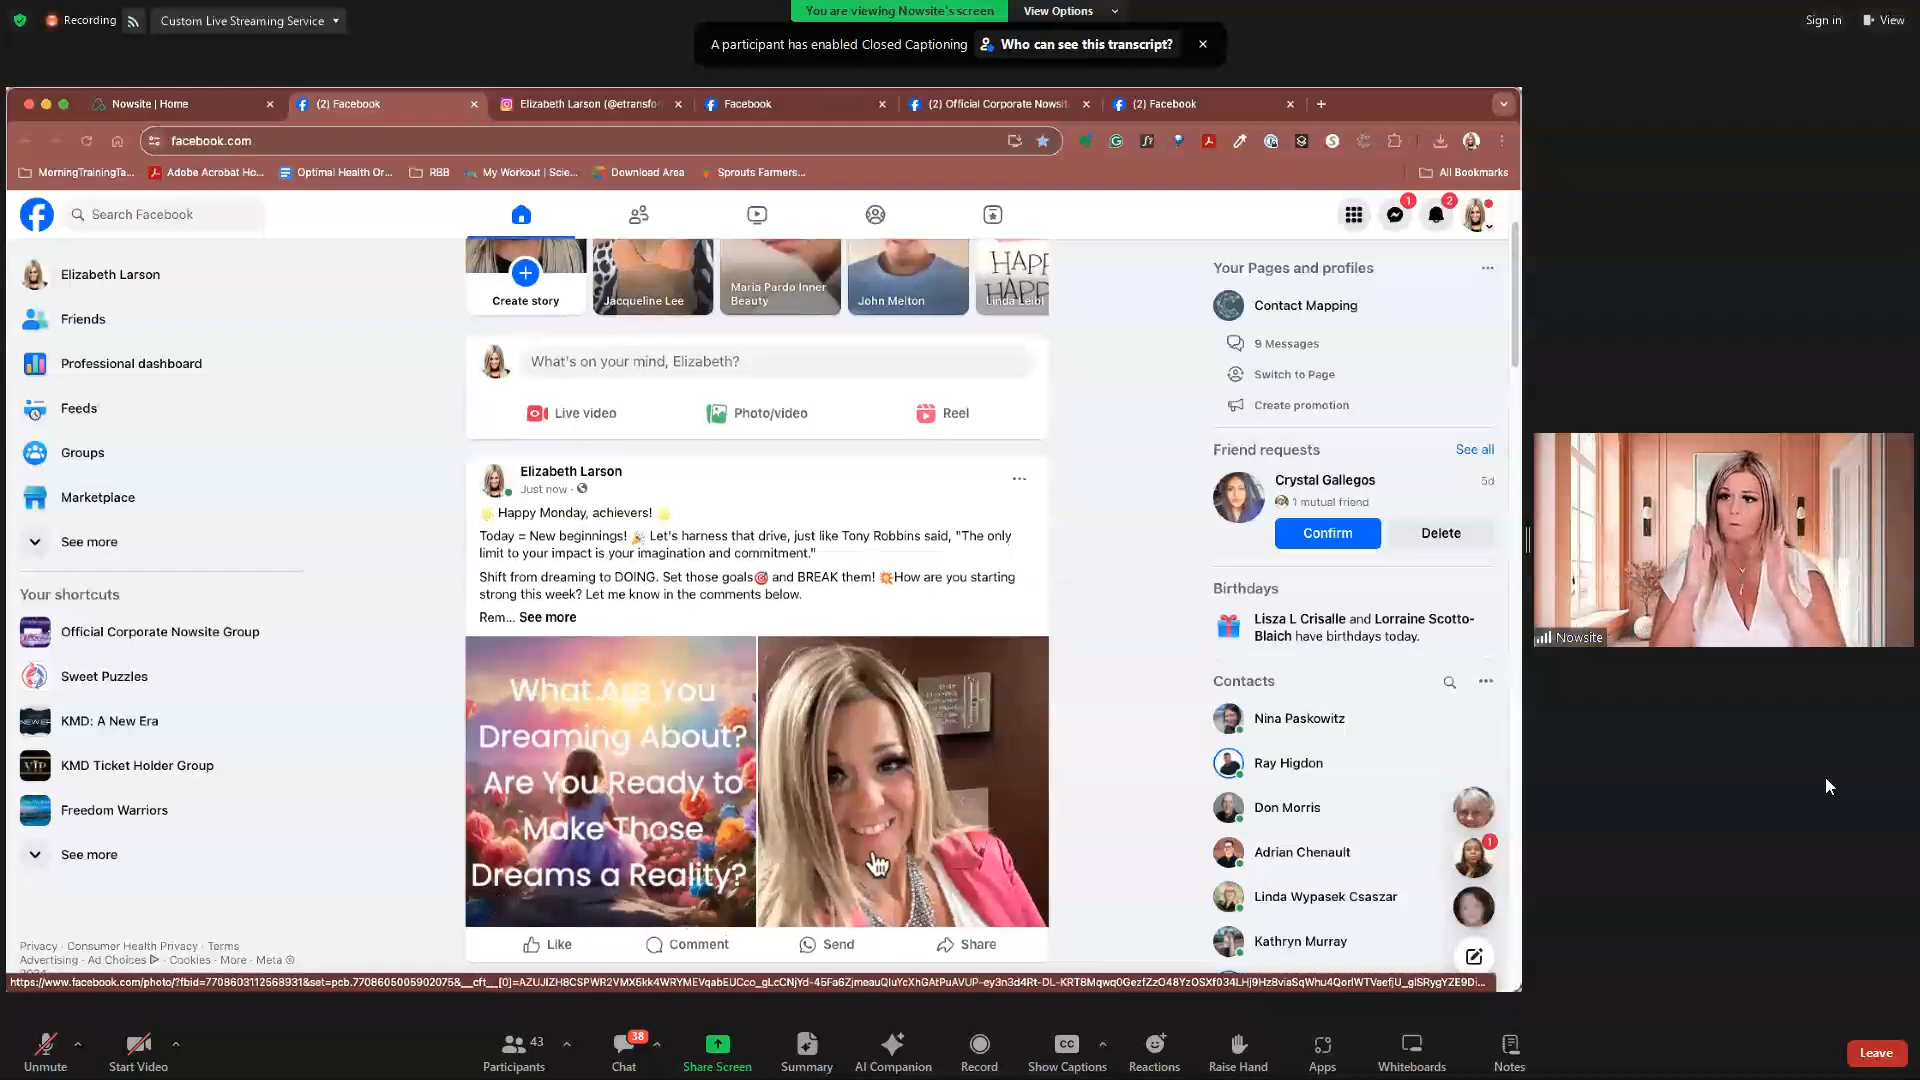 Recording
Custom Live Streaming Service
You are viewing Nowsite's screen
View Options
Sign in
View
A participant has enabled Closed Captioning
Who can see this transcript?
Nowsite | Home
(2) Facebook
Elizabeth Larson (@etransfo
Facebook
(2) Official Corporate Nowsit
(2) Facebook
facebook.com
MorningTrainingTa...
Adobe Acrobat Ho...
Optimal Health Or...
RBB
My Workout | Scie...
Download Area
Sprouts Farmers...
All Bookmarks
Search Facebook
1
2
Elizabeth Larson
Friends
Professional dashboard
Feeds
Groups
Marketplace
See more
Your shortcuts
Official Corporate Nowsite Group
Sweet Puzzles
KMD: A New Era
KMD Ticket Holder Group
Freedom Warriors
See more
Privacy · Consumer Health Privacy · Terms
Advertising · Ad Choices · Cookies · More · Meta ©
Create story
Jacqueline Lee
Maria Pardo Inner
Beauty
John Melton
Linda Leibl
What's on your mind, Elizabeth?
Live video
Photo/video
Reel
Elizabeth Larson
Just now ·
Happy Monday, achievers!
Today = New beginnings! 🎉 Let's harness that drive, just like Tony Robbins said, "The only
limit to your impact is your imagination and commitment."
Shift from dreaming to DOING. Set those goals🎯 and BREAK them! 💥How are you starting
strong this week? Let me know in the comments below.
Rem... See more
What Are You
Dreaming About?
Are You Ready to
Make Those
Dreams a Reality?
Like
Comment
Send
Share
Your Pages and profiles
Contact Mapping
9 Messages
Switch to Page
Create promotion
Friend requests
See all
Crystal Gallegos
5d
1 mutual friend
Confirm
Delete
Birthdays
Lisza L Crisalle and Lorraine Scotto-
Blaich have birthdays today.
Contacts
Nina Paskowitz
Ray Higdon
Don Morris
Adrian Chenault
1
Linda Wypasek Csaszar
Kathryn Murray
Nowsite
Unmute
Start Video
43
Participants
38
Chat
Share Screen
Summary
AI Companion
Record
CC
Show Captions
Reactions
Raise Hand
Apps
Whiteboards
Notes
Leave